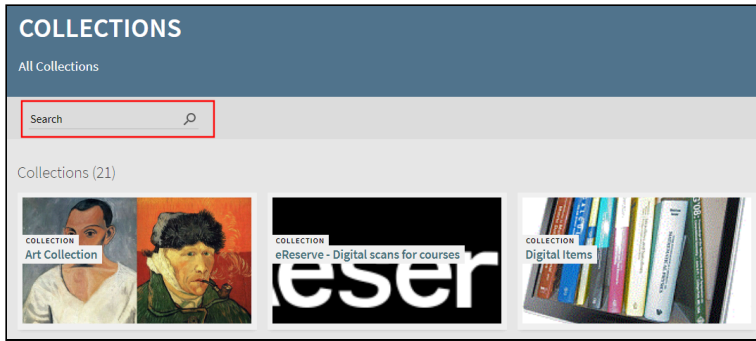 COLLECTIONS
All Collections
Search
Collections (21)
COLLECTION
Art Collection
COLLECTION
eReserve - Digital scans for courses
eser
COLLECTION
Digital Items